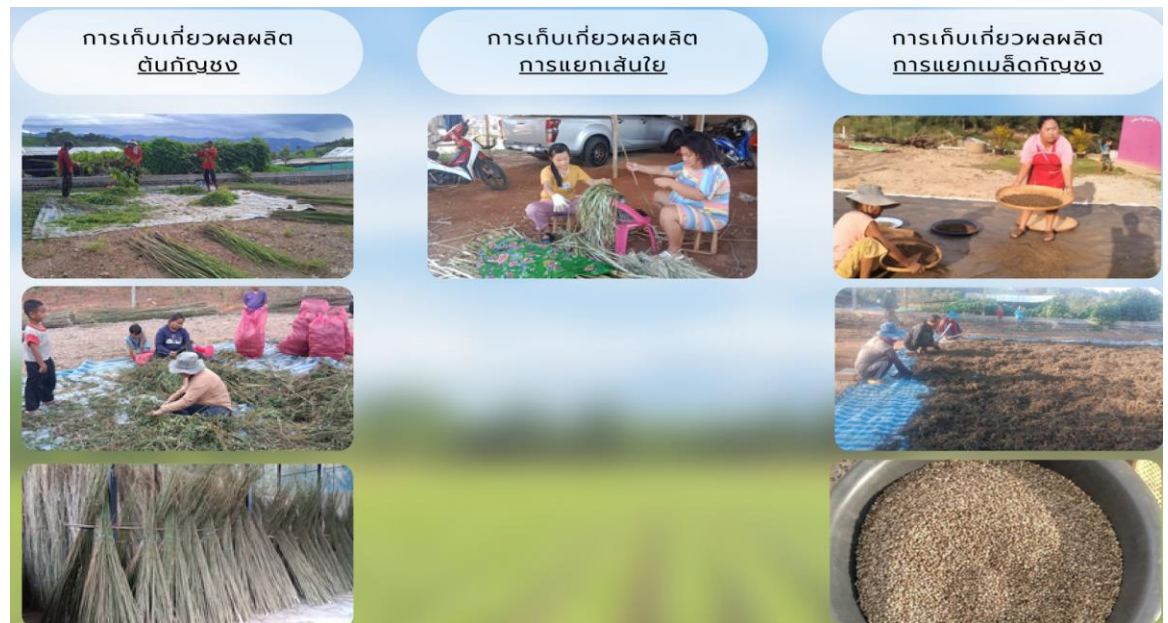 การเก็บเกี่ยวผลผลิต
ต้นกัญชง
การเก็บเกี่ยวผลผลิต
การแยกเส้นใย
การเก็บเกี่ยวผลผลิต
การแยกเมล็ดกัญชง